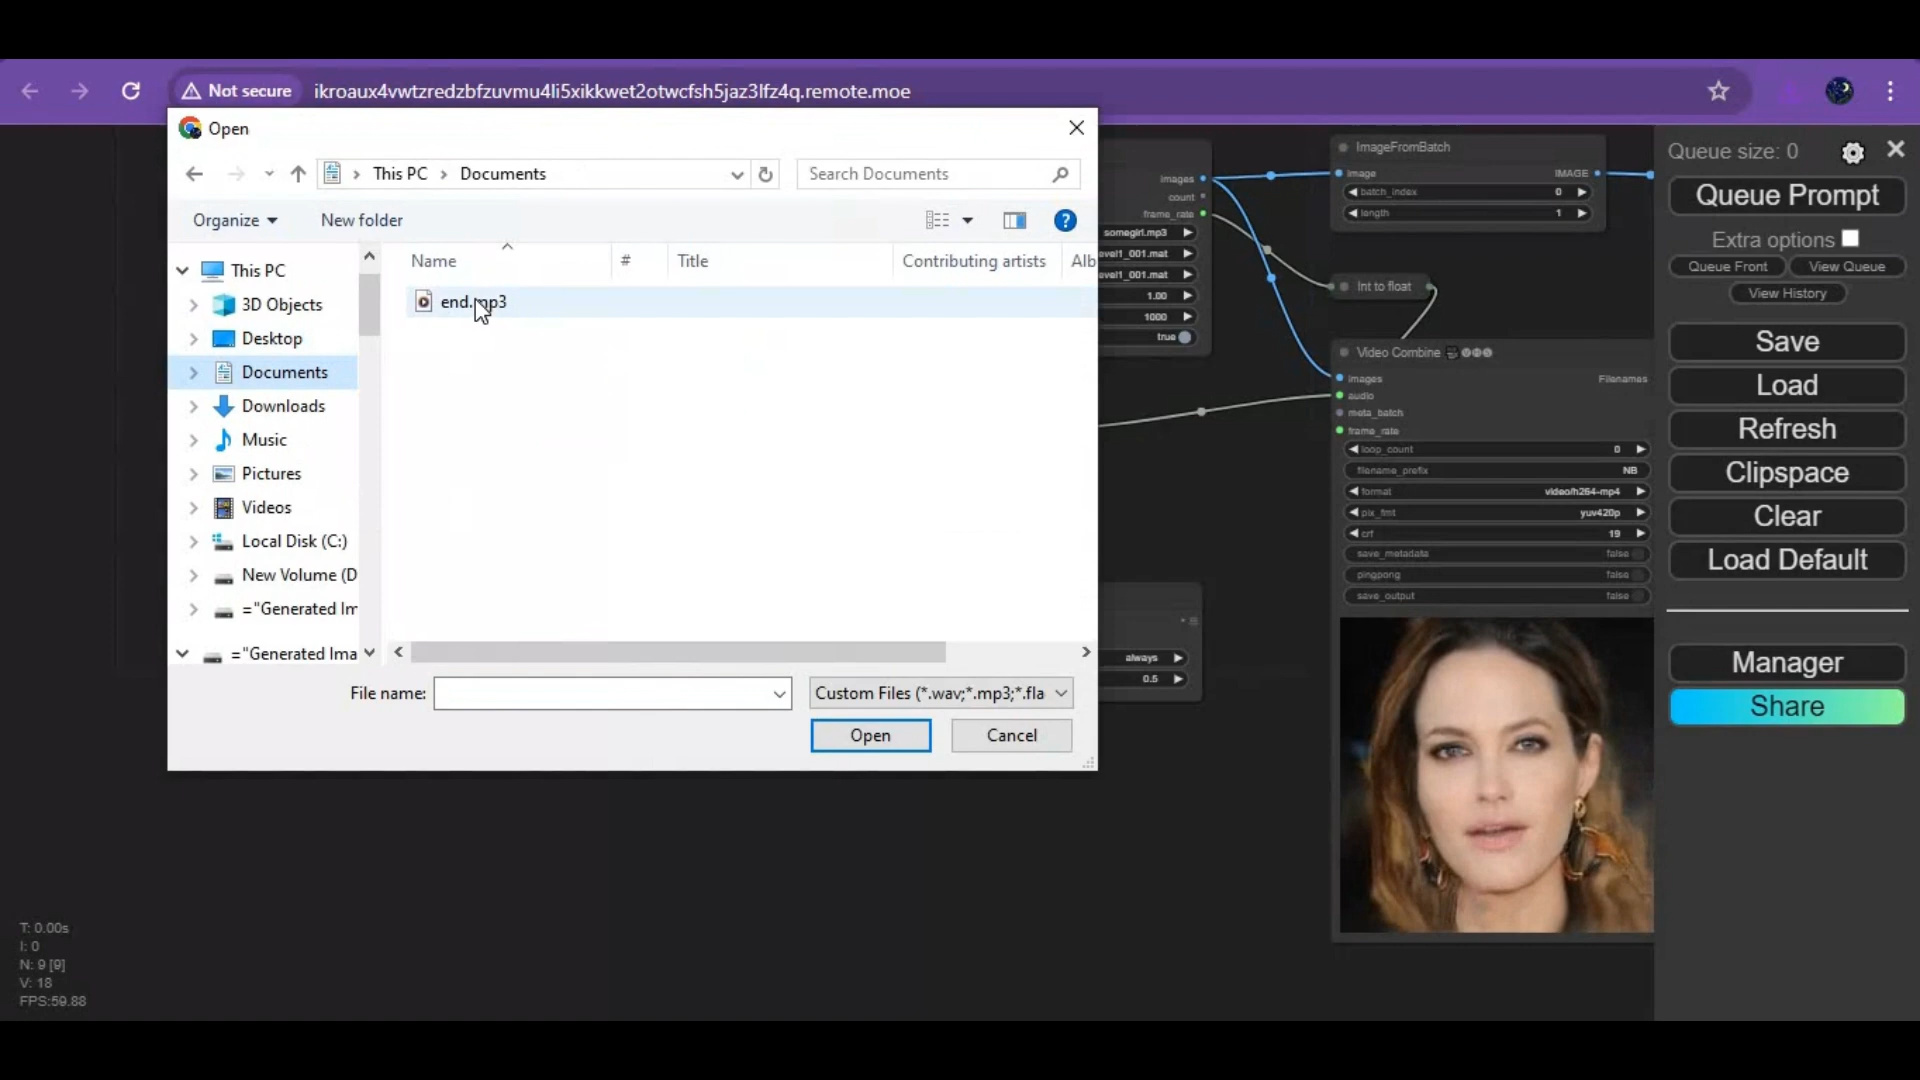 Not secure
ikroaux4vwtzredzbfzuvmu4li5xikkwet2otwcfsh5jaz3lfz4q.remote.moe
Open
This PC
Documents
Search Documents
Organize
New folder
Name
#
Title
Contributing artists
Alb
end.mp3
This PC
3D Objects
Desktop
Documents
Downloads
Music
Pictures
Videos
Local Disk (C:)
New Volume (D
="Generated Im
="Generated Ima
File name:
Custom Files (*.wav;*.mp3;*.fla
Open
Cancel
images
count
frame_rate
somegirl.mp3
evel1_001.mat
evel1_001.mat
1.00
1000
true
always
0.5
ImageFromBatch
image
IMAGE
batch_index
0
length
1
Int to float
Video Combine
images
Filenames
audio
meta_batch
frame_rate
loop_count
0
filename_prefix
NB
format
video/h264-mp4
pix_fmt
yuv420p
crf
19
save_metadata
false
pingpong
false
save_output
false
Queue size: 0
Queue Prompt
Extra options
Queue Front
View Queue
View History
Save
Load
Refresh
Clipspace
Clear
Load Default
Manager
Share
T: 0.00s
I: 0
N: 9 [9]
V: 18
FPS:59.88